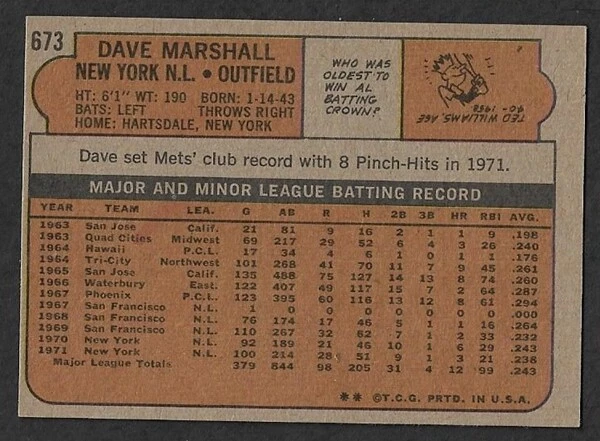 673
DAVE MARSHALL
NEW YORK N.L. • OUTFIELD
HT: 6'1" WT: 190 BORN: 1-14-43
BATS: LEFT THROWS RIGHT
HOME: HARTSDALE, NEW YORK
WHO WAS
OLDEST TO
WIN AL
BATTING
CROWN?
TED WILLIAMS, AGE
40 - 1958
Dave set Mets' club record with 8 Pinch-Hits in 1971.
MAJOR AND MINOR LEAGUE BATTING RECORD
YEAR TEAM LEA. G AB R H 2B 3B HR RBI AVG.
1963 San Jose Calif. 21 81 9 16 2 1 1 9 .198
1963 Quad Cities Midwest 69 217 29 52 6 4 3 26 .240
1964 Hawaii P.C.L. 17 34 4 6 1 0 1 1 .176
1964 Tri-City Northwest 101 268 41 70 11 7 9 45 .261
1965 San Jose Calif. 135 488 75 127 14 13 8 74 .260
1966 Waterbury East. 122 407 49 117 15 7 2 64 .287
1967 Phoenix P.C.L. 123 395 60 116 13 12 8 61 .294
1967 San Francisco N.L. 1 0 0 0 0 0 0 0 .000
1968 San Francisco N.L. 76 174 17 46 5 1 1 16 .264
1969 San Francisco N.L. 110 267 32 62 7 1 2 33 .232
1970 New York N.L. 92 189 21 46 10 1 6 29 .243
1971 New York N.L. 100 214 28 51 9 1 3 21 .238
Major League Totals 379 844 98 205 31 4 12 99 .243
** ©T.C.G. PRTD. IN U.S.A.